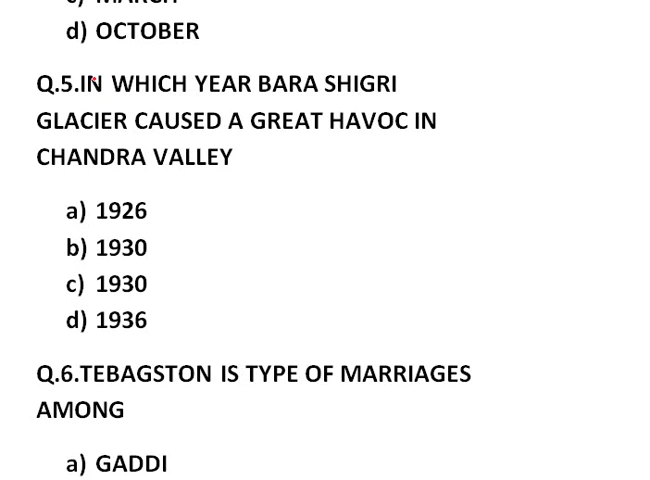 c) MARCH
d) OCTOBER
Q.5.IN WHICH YEAR BARA SHIGRI
GLACIER CAUSED A GREAT HAVOC IN
CHANDRA VALLEY
a) 1926
b) 1930
c) 1930
d) 1936
Q.6.TEBAGSTON IS TYPE OF MARRIAGES
AMONG
a) GADDI